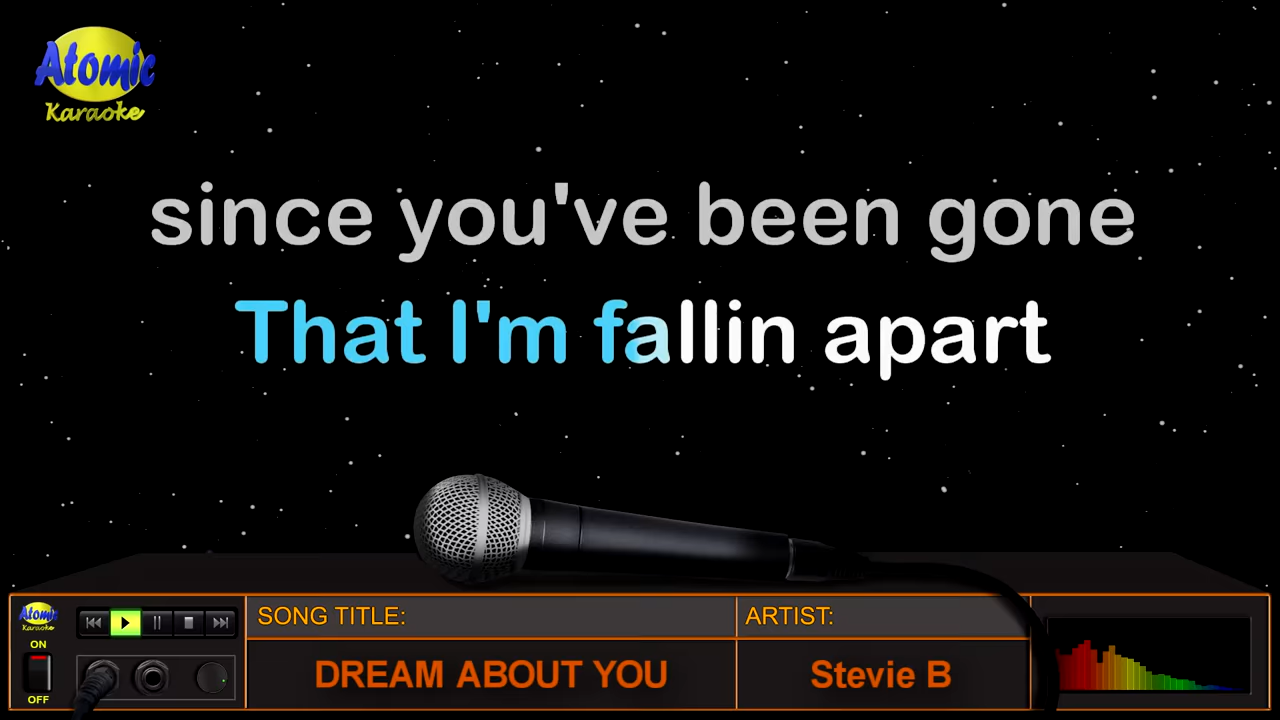 Atomic
Karaoke
since you've been gone
That I'm fallin apart
Atomic
Karaoke
ON
OFF
SONG TITLE:
ARTIST:
DREAM ABOUT YOU
Stevie B